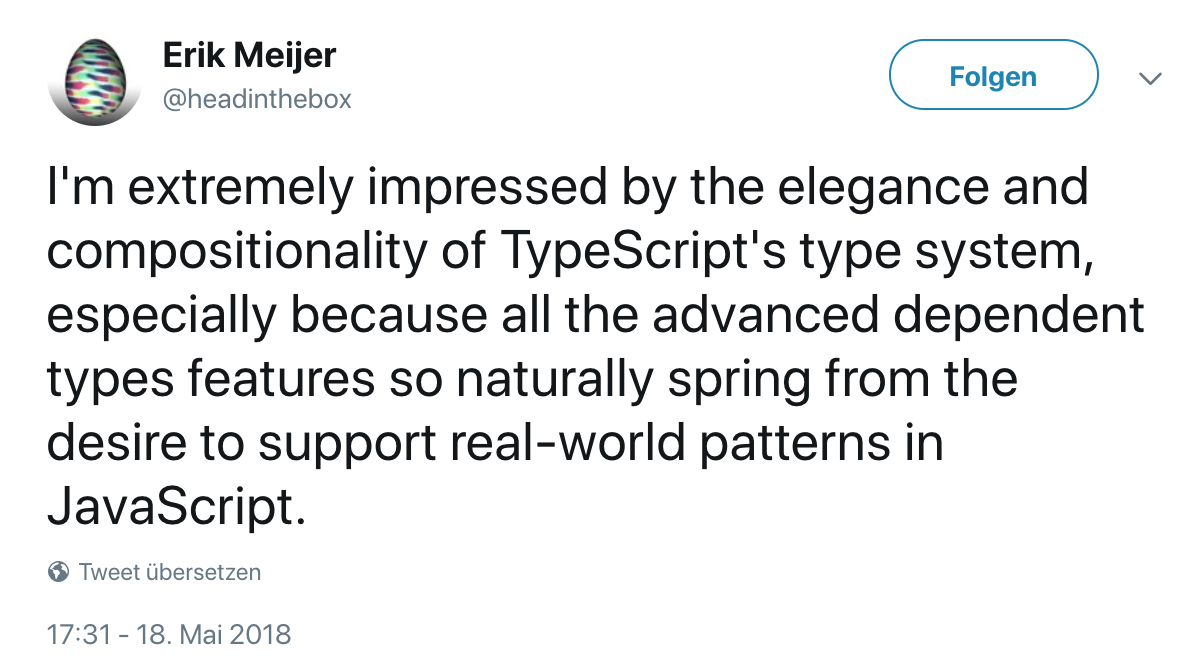 Erik Meijer
@headinthebox
Folgen
I'm extremely impressed by the elegance and
compositionality of TypeScript's type system,
especially because all the advanced dependent
types features so naturally spring from the
desire to support real-world patterns in
JavaScript.
Tweet übersetzen
17:31 - 18. Mai 2018